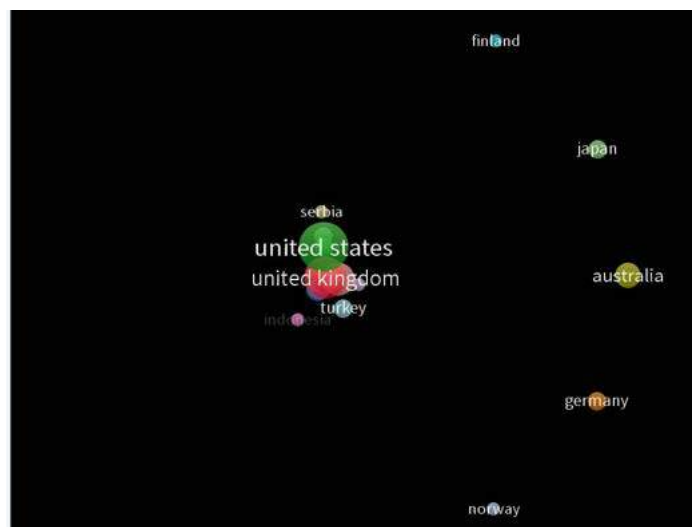 finland
japan
serbia
united states
united kingdom
australia
turkey
indonesia
germany
norway